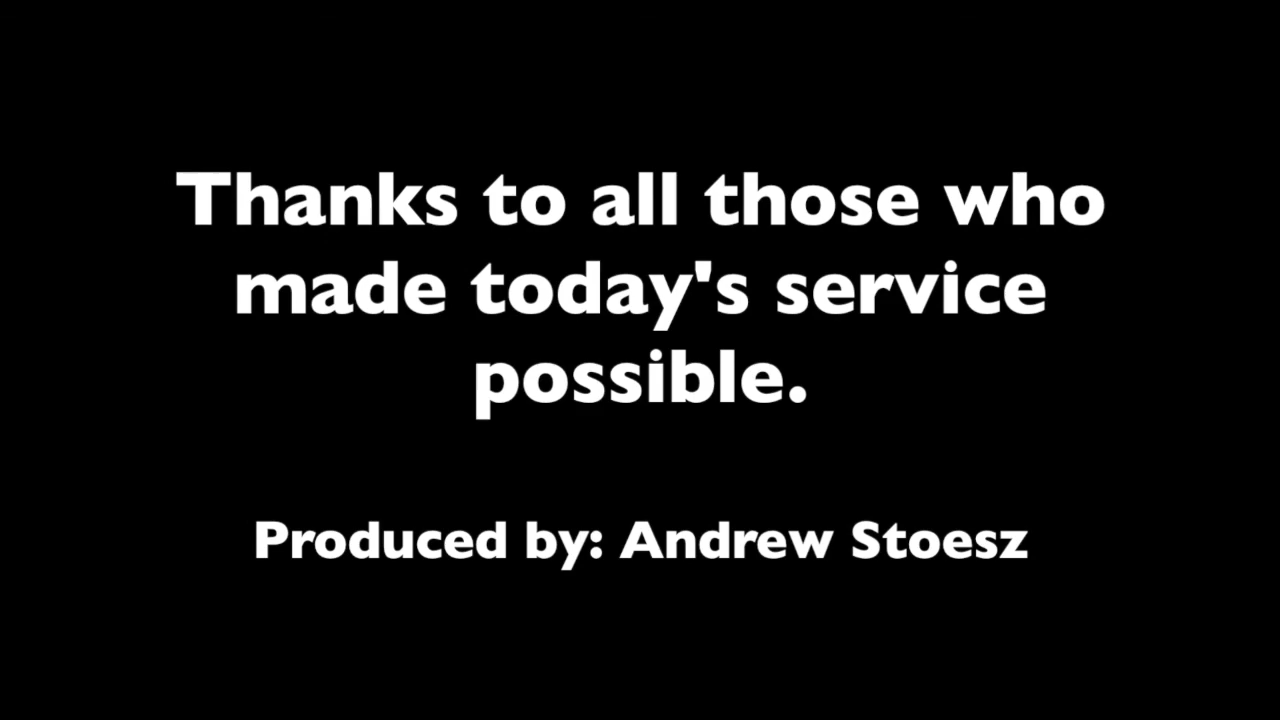 Thanks to all those who
made today's service
possible.
Produced by: Andrew Stoesz